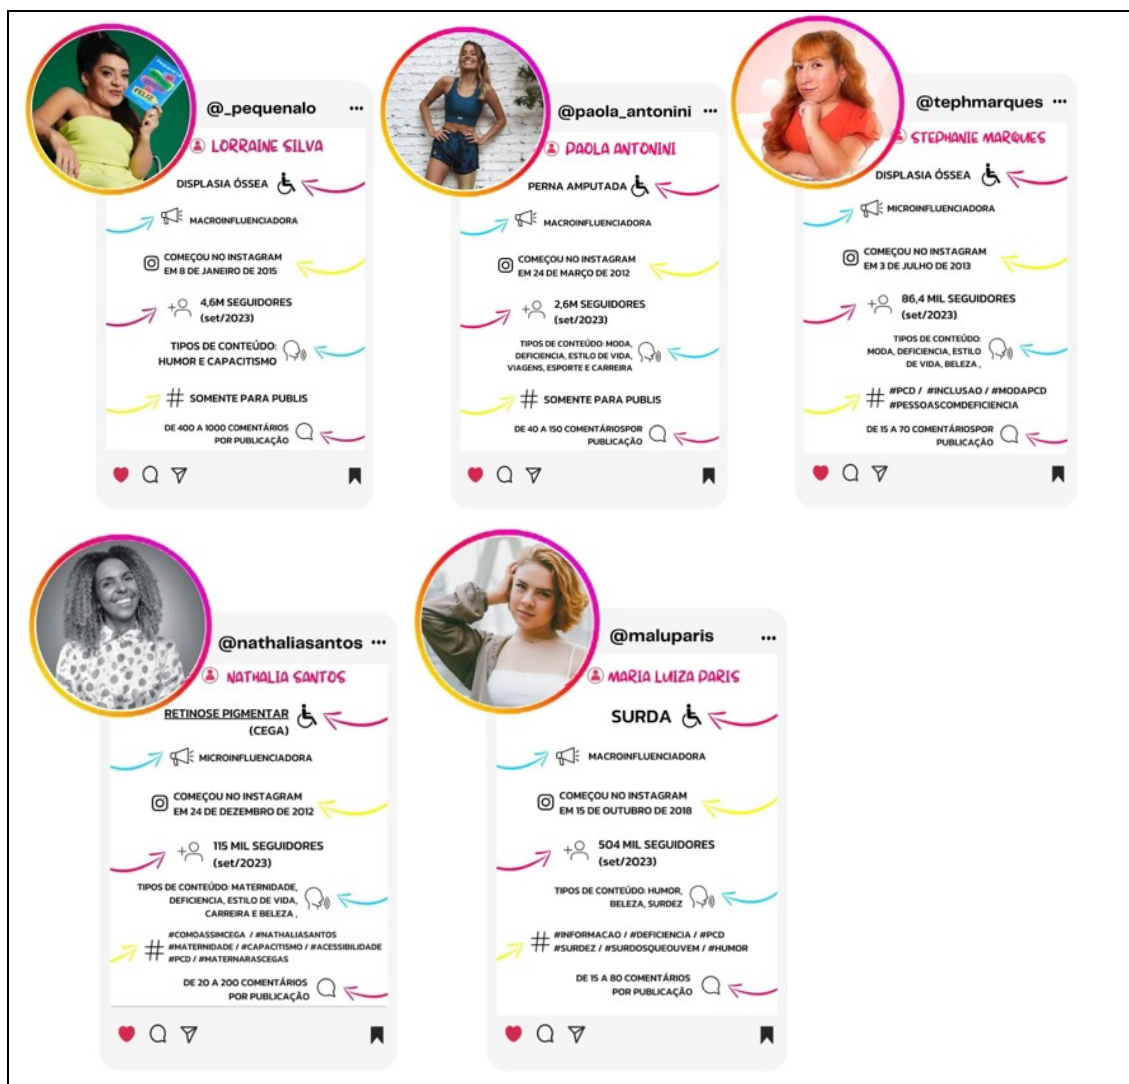 @_pequenalo
LORRAINE SILVA
DISPLASIA ÓSSEA
MACROINFLUENCIADORA
COMEÇOU NO INSTAGRAM
EM 8 DE JANEIRO DE 2015
4,6M SEGUIDORES
(set/2023)
TIPOS DE CONTEÚDO:
HUMOR E CAPACITISMO
# SOMENTE PARA PUBLIS
DE 400 A 1000 COMENTÁRIOS
POR PUBLICAÇÃO
@paola_antonini
PAOLA ANTONINI
PERNA AMPUTADA
MACROINFLUENCIADORA
COMEÇOU NO INSTAGRAM
EM 24 DE MARÇO DE 2012
2,6M SEGUIDORES
(set/2023)
TIPOS DE CONTEÚDO: MODA,
DEFICIENCIA, ESTILO DE VIDA,
VIAGENS, ESPORTE E CARREIRA
# SOMENTE PARA PUBLIS
DE 40 A 150 COMENTÁRIOSPOR
PUBLICAÇÃO
@tephmarques
STEPHANIE MARQUES
DISPLASIA ÓSSEA
MICROINFLUENCIADORA
COMEÇOU NO INSTAGRAM
EM 3 DE JULHO DE 2013
86,4 MIL SEGUIDORES
(set/2023)
TIPOS DE CONTEÚDO:
MODA, DEFICIENCIA, ESTILO
DE VIDA, BELEZA ,
# #PCD / #INCLUSAO / #MODAPCD
#PESSOASCOMDEFICIENCIA
DE 15 A 70 COMENTÁRIOSPOR
PUBLICAÇÃO
@nathaliasantos
NATHALIA SANTOS
RETINOSE PIGMENTAR
(CEGA)
MICROINFLUENCIADORA
COMEÇOU NO INSTAGRAM
EM 24 DE DEZEMBRO DE 2012
115 MIL SEGUIDORES
(set/2023)
TIPOS DE CONTEÚDO: MATERNIDADE,
DEFICIENCIA, ESTILO DE VIDA,
CARREIRA E BELEZA ,
#COMOASSIMCEGA / #NATHALIASANTOS
# #MATERNIDADE / #CAPACITISMO / #ACESSIBILIDADE
#PCD / #MATERNARASCEGAS
DE 20 A 200 COMENTÁRIOS
POR PUBLICAÇÃO
@maluparis
MARIA LUIZA PARIS
SURDA
MACROINFLUENCIADORA
COMEÇOU NO INSTAGRAM
EM 15 DE OUTUBRO DE 2018
504 MIL SEGUIDORES
(set/2023)
TIPOS DE CONTEÚDO: HUMOR,
BELEZA, SURDEZ
# #INFORMACAO / #DEFICIENCIA / #PCD
#SURDEZ / #SURDOSQUEOUVEM / #HUMOR
DE 15 A 80 COMENTÁRIOS
POR PUBLICAÇÃO